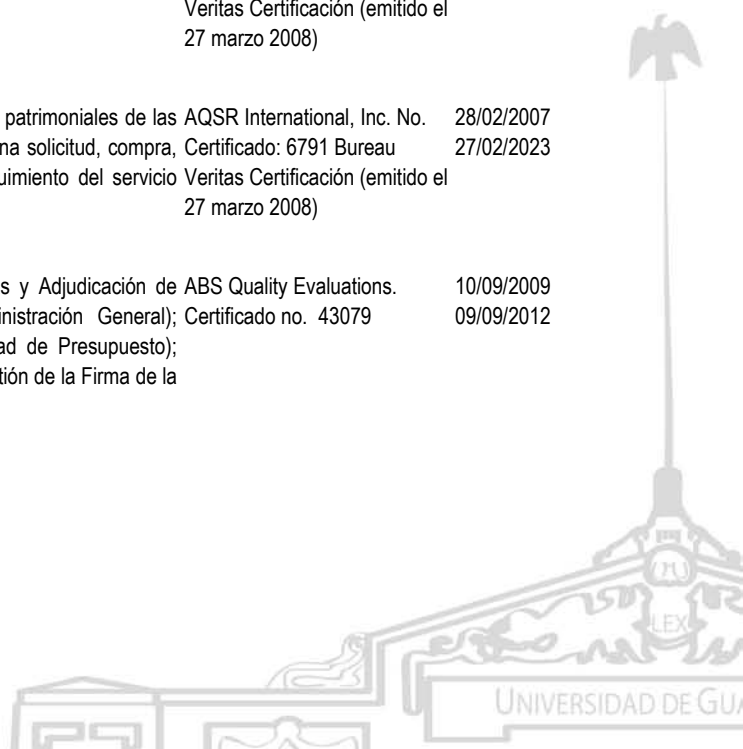 Veritas Certificación (emitido el
27 marzo 2008)
patrimoniales de las AQSR International, Inc. No. 28/02/2007
na solicitud, compra, Certificado: 6791 Bureau 27/02/2023
uimiento del servicio Veritas Certificación (emitido el
27 marzo 2008)
s y Adjudicación de ABS Quality Evaluations. 10/09/2009
inistración General); Certificado no. 43079 09/09/2012
ad de Presupuesto);
tión de la Firma de la
LEX
UNIVERSIDAD DE GUA